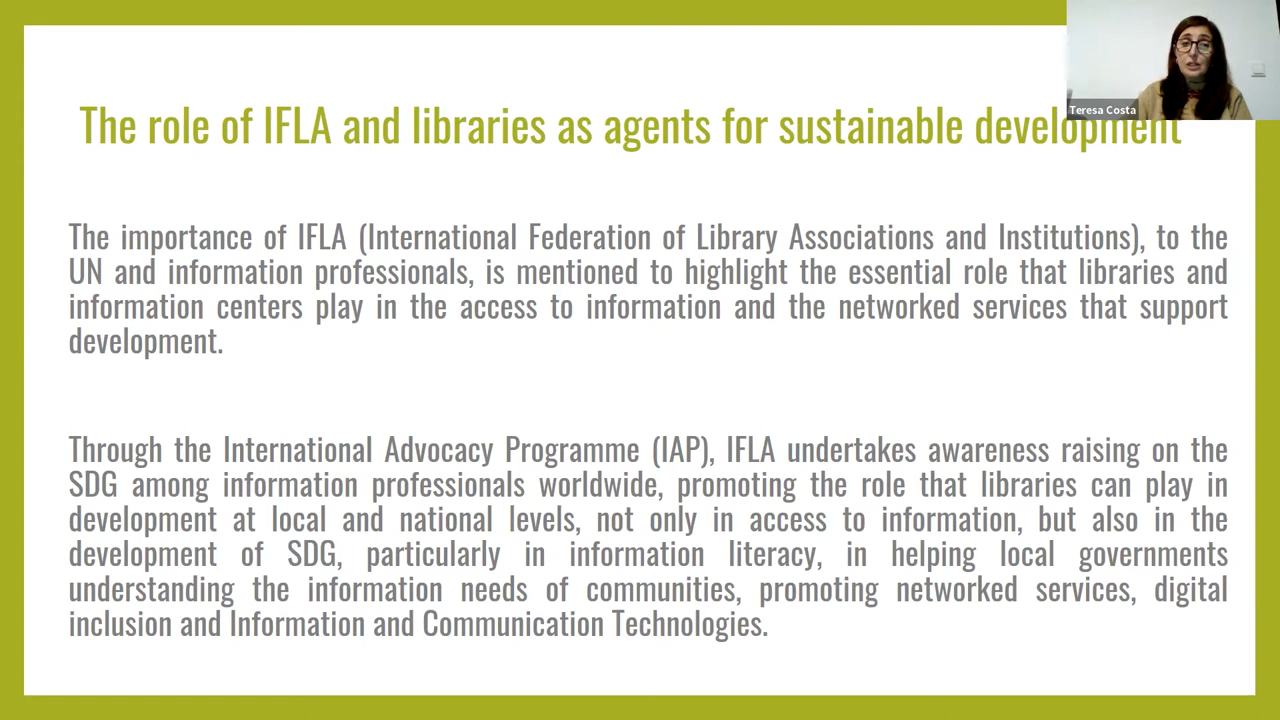 Teresa Costa
The role of IFLA and libraries as agents for sustainable development
The importance of IFLA (International Federation of Library Associations and Institutions), to the
UN and information professionals, is mentioned to highlight the essential role that libraries and
information centers play in the access to information and the networked services that support
development.
Through the International Advocacy Programme (IAP), IFLA undertakes awareness raising on the
SDG among information professionals worldwide, promoting the role that libraries can play in
development at local and national levels, not only in access to information, but also in the
development of SDG, particularly in information literacy, in helping local governments
understanding the information needs of communities, promoting networked services, digital
inclusion and Information and Communication Technologies.